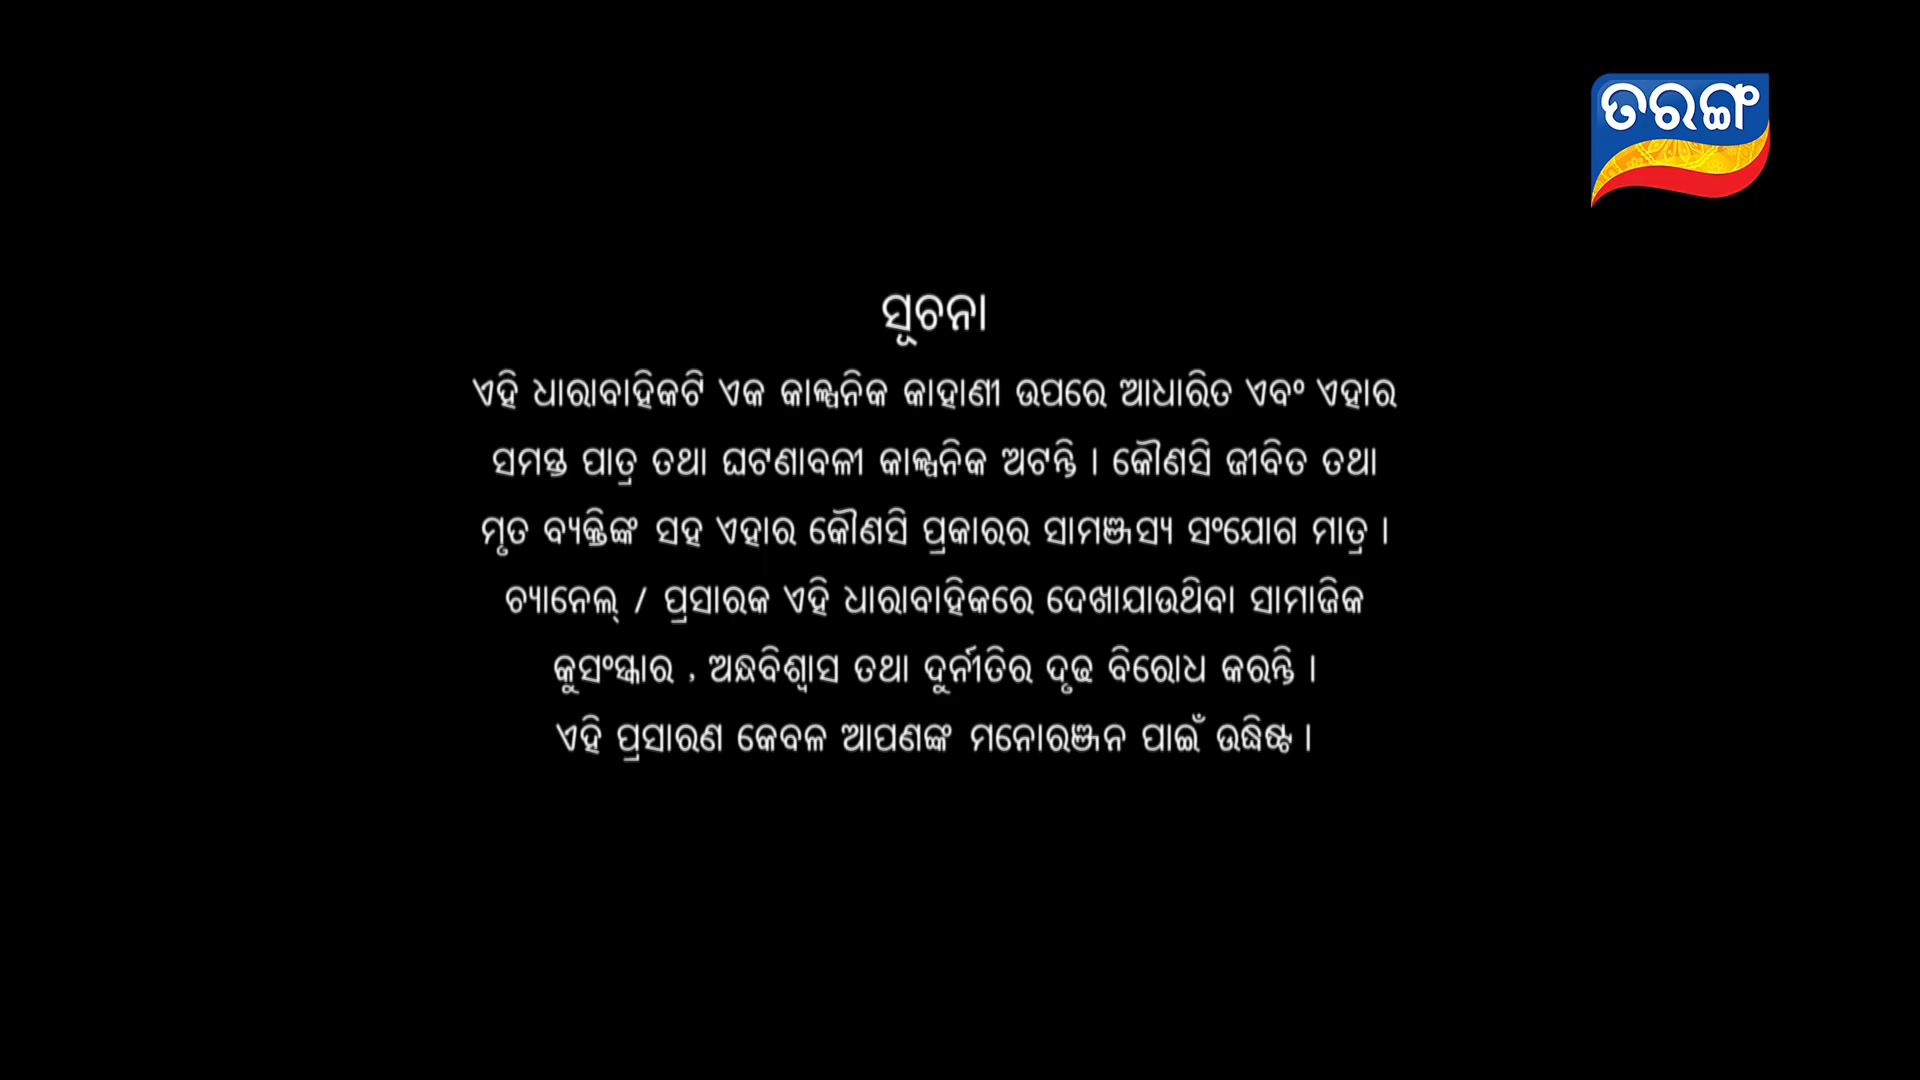 ତରଙ୍ଗ
ସୂଚନା
ଏହି ଧାରାବାହିକଟି ଏକ କାଳ୍ପନିକ କାହାଣୀ ଉପରେ ଆଧାରିତ ଏବଂ ଏହାର
ସମସ୍ତ ପାତ୍ର ତଥା ଘଟଣାବଳୀ କାଳ୍ପନିକ ଅଟନ୍ତି । କୌଣସି ଜୀବିତ ତଥା
ମୃତ ବ୍ୟକ୍ତିଙ୍କ ସହ ଏହାର କୌଣସି ପ୍ରକାରର ସାମଞ୍ଜସ୍ୟ ସଂଯୋଗ ମାତ୍ର ।
ଚ୍ୟାନେଲ୍ / ପ୍ରସାରକ ଏହି ଧାରାବାହିକରେ ଦେଖାଯାଉଥିବା ସାମାଜିକ
କୁସଂସ୍କାର , ଅନ୍ଧବିଶ୍ୱାସ ତଥା ଦୁର୍ନୀତିର ଦୃଢ ବିରୋଧ କରନ୍ତି ।
ଏହି ପ୍ରସାରଣ କେବଳ ଆପଣଙ୍କ ମନୋରଞ୍ଜନ ପାଇଁ ଉଦ୍ଧିଷ୍ଟ ।